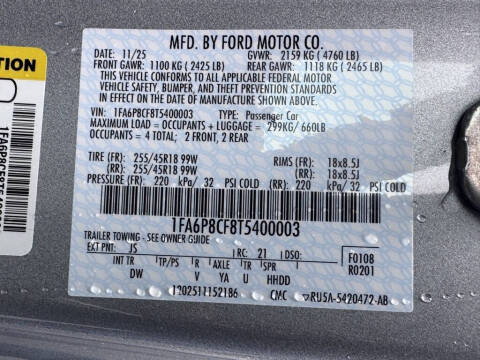 MFD. BY FORD MOTOR CO.
DATE: 11/25 GVWR: 2159 KG (4760 LB)
FRONT GAWR: 1100 KG (2425 LB) REAR GAWR: 1118 KG (2465 LB)
THIS VEHICLE CONFORMS TO ALL APPLICABLE FEDERAL MOTOR
VEHICLE SAFETY, BUMPER, AND THEFT PREVENTION STANDARDS
IN EFFECT ON THE DATE OF MANUFACTURE SHOWN ABOVE.
VIN: 1FA6P8CF8T5400003 TYPE: Passenger Car
MAXIMUM LOAD = OCCUPANTS + LUGGAGE = 299KG/ 660LB
OCCUPANTS = 4 TOTAL; 2 FRONT, 2 REAR
TIRE (FR): 255/45R18 99W RIMS (FR): 18x8.5J
(RR): 255/45R18 99W (RR): 18x8.5J
PRESSURE (FR): 220 kPa/ 32 PSI COLD (RR): 220 kPa/ 32 PSI COLD
1FA6P8CF8T5400003
TRAILER TOWING - SEE OWNER GUIDE
EXT PNT: JS RC: 21 DSO: F0108
INT TR TP/PS R AXLE TR SPR R0201
DW V U HHDD
CMC ▼RU5A-5420472-AB